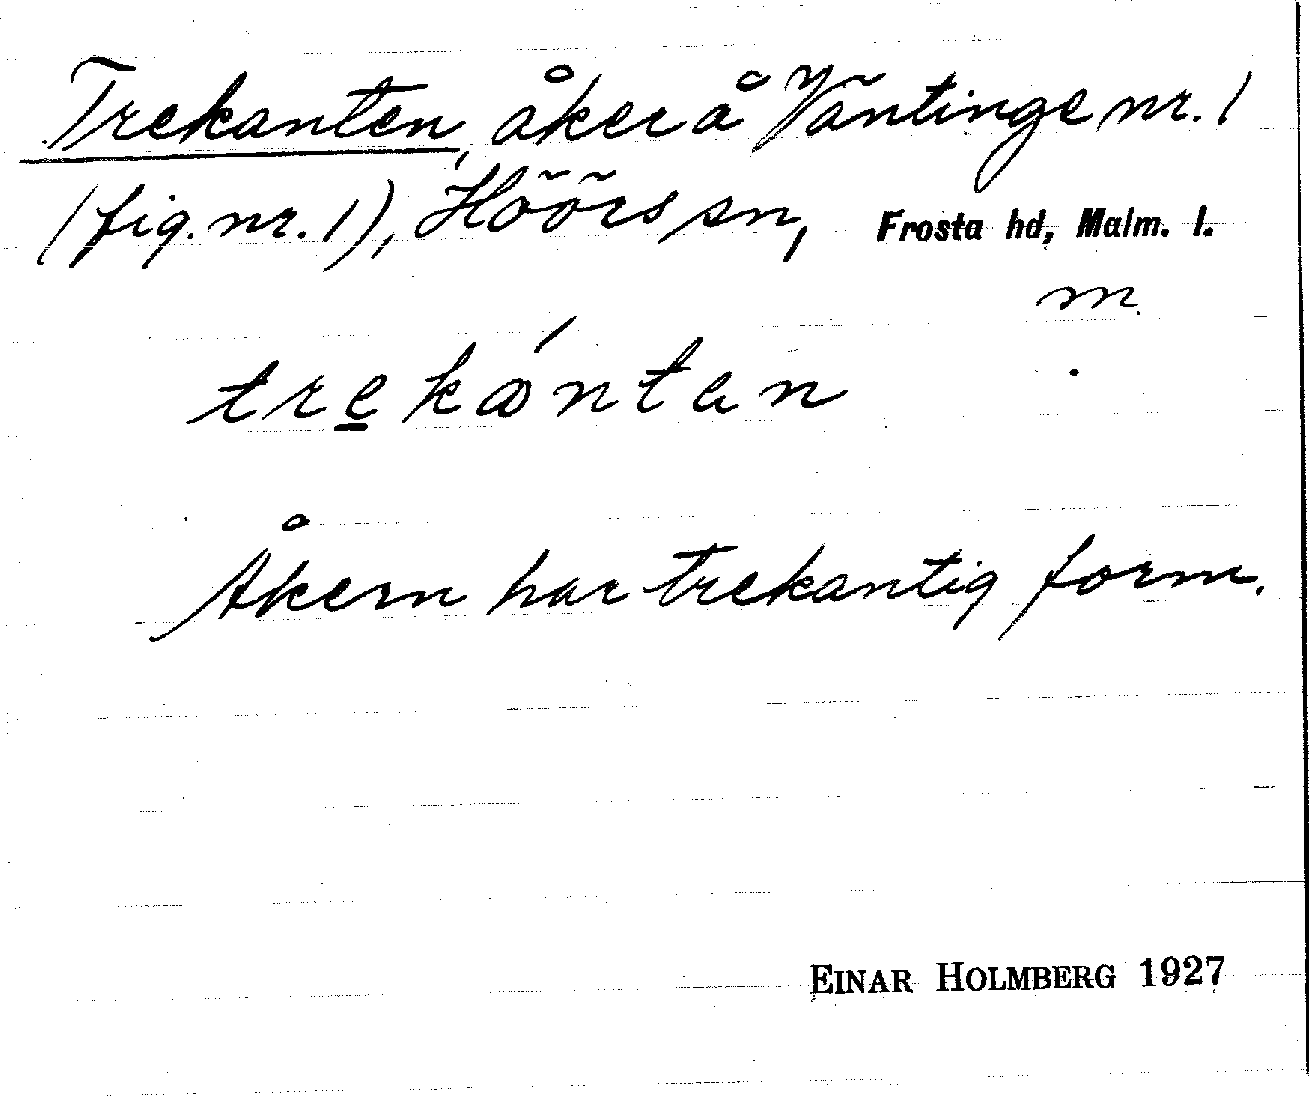 Trekanten, åker å Väntinge nr. 1
(fig. nr. 1), Höörs sn, Frosta hd, Malm. l.
m.
trekántan
Åkern har trekantig form.
EINAR HOLMBERG 1927